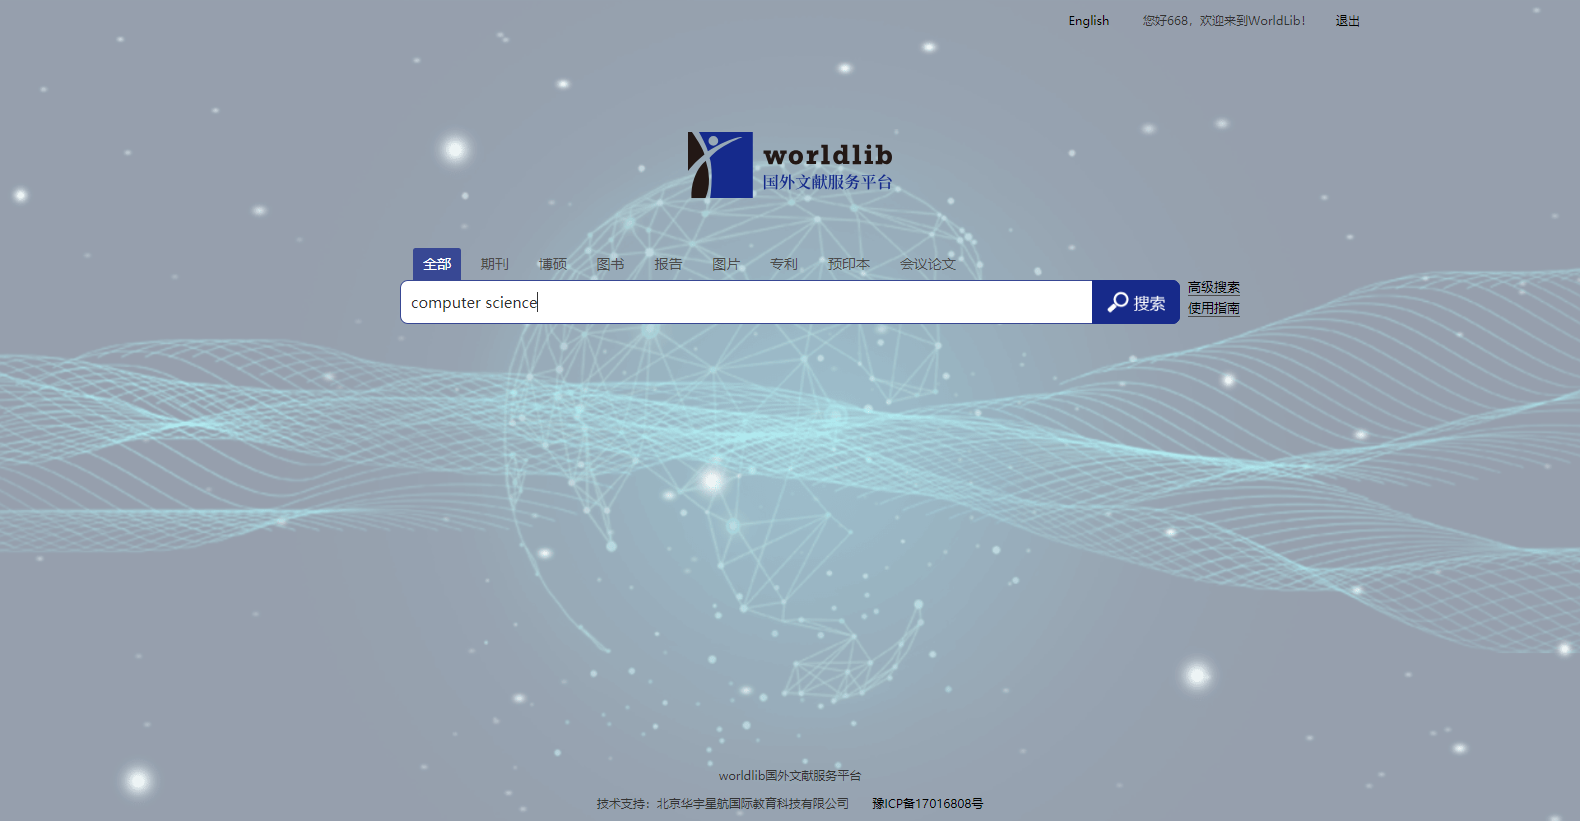 English 您好668，欢迎来到WorldLib！ 退出
worldlib
国外文献服务平台
全部 期刊 博硕 图书 报告 图片 专利 预印本 会议论文
computer science 搜索
高级搜索
使用指南
worldlib国外文献服务平台
技术支持：北京华宇星航国际教育科技有限公司 豫ICP备17016808号